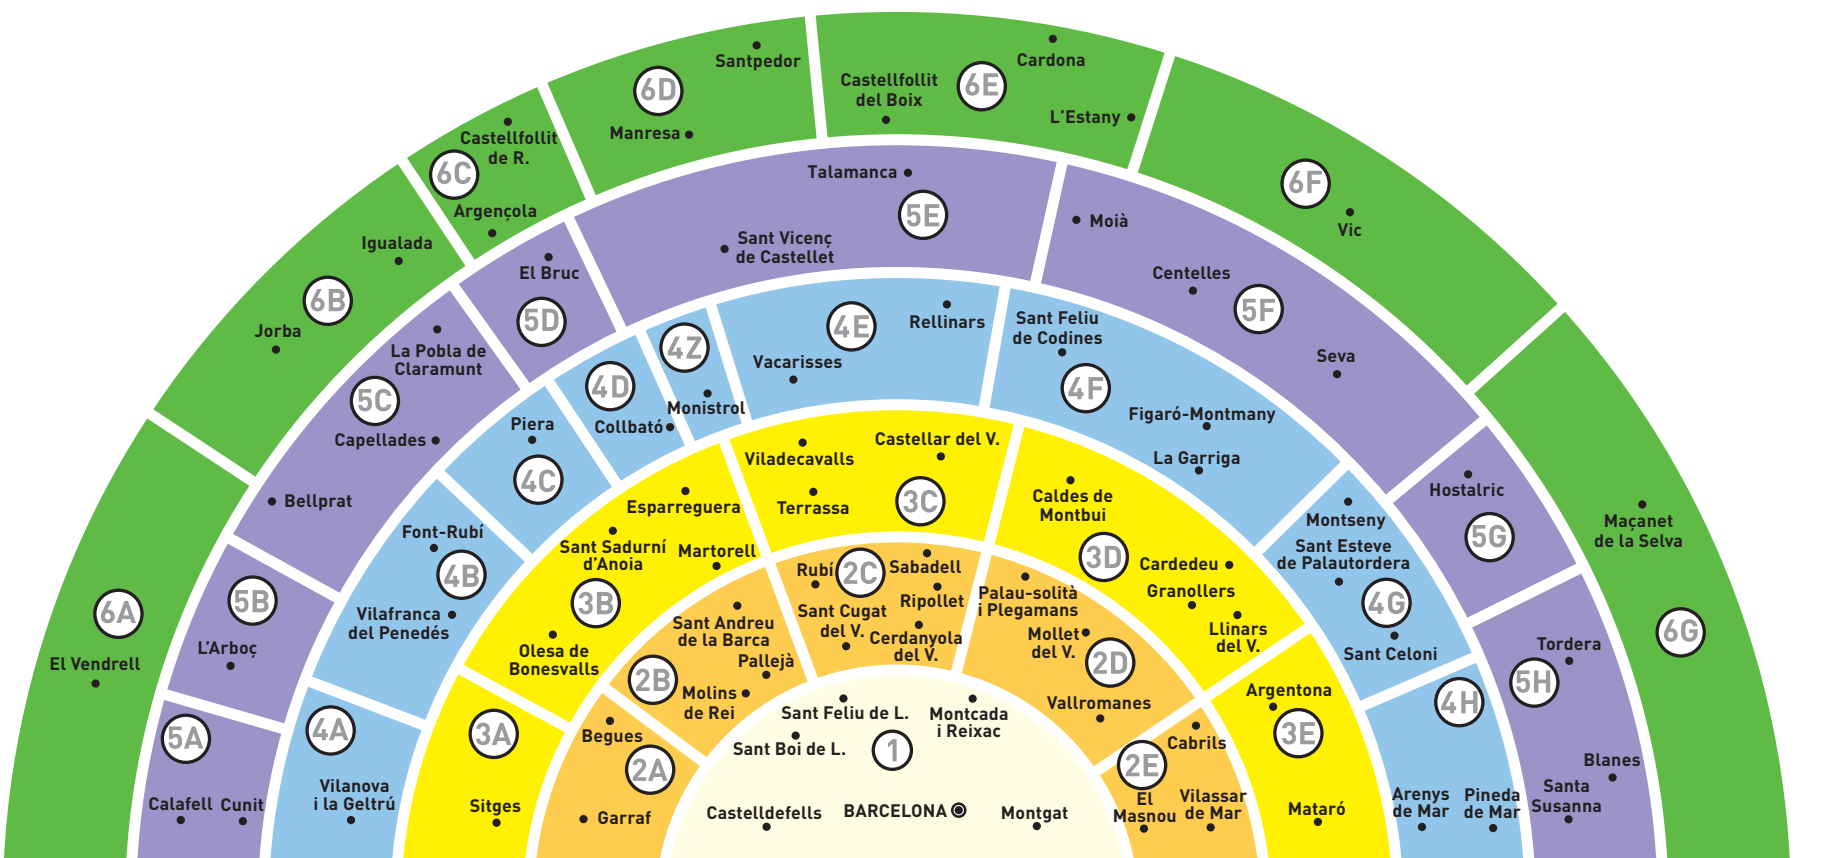 Santpedor
6D
Manresa
Cardona
6E
Castellfollit
del Boix
L'Estany
6F
Vic
Castellfollit
de R.
6C
Argençola
Igualada
6B
Jorba
Talamanca
5E
Sant Vicenç
de Castellet
Moià
Centelles
5F
Seva
El Bruc
5D
La Pobla de
Claramunt
5C
Capellades
Bellprat
4Z
Monistrol
4D
Collbató
4E
Rellinars
Vacarisses
Sant Feliu
de Codines
4F
Figaró-Montmany
La Garriga
Piera
4C
Font-Rubí
4B
Vilafranca
del Penedés
Viladecavalls
Castellar del V.
Terrassa
3C
Caldes de
Montbui
3D
Cardedeu
Granollers
Llinars
del V.
Esparreguera
Sant Sadurní
d'Anoia
Martorell
3B
Olesa de
Bonesvalls
Hostalric
5G
Montseny
Sant Esteve
de Palautordera
4G
Sant Celoni
Maçanet
de la Selva
6G
6A
El Vendrell
5B
L'Arboç
Rubí
2C
Sabadell
Ripollet
Sant Cugat
del V.
Cerdanyola
del V.
Palau-solità
i Plegamans
Mollet
del V.
2D
Vallromanes
Sant Andreu
de la Barca
Pallejà
2B
Molins
de Rei
Tordera
5H
Blanes
Santa
Susanna
4H
Arenys
de Mar
Pineda
de Mar
Argentona
3E
Mataró
5A
Calafell
Cunit
4A
Vilanova
i la Geltrú
3A
Sitges
Begues
2A
Garraf
Sant Feliu de L.
Montcada
i Reixac
Sant Boi de L.
1
Castelldefells
BARCELONA
Montgat
Cabrils
2E
El
Masnou
Vilassar
de Mar